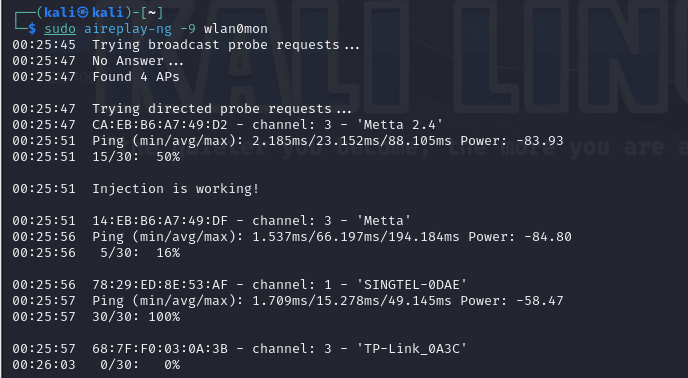 ┌──(kali㉿kali)-[~]
└─$ sudo aireplay-ng -9 wlan0mon
00:25:45  Trying broadcast probe requests...
00:25:47  No Answer...
00:25:47  Found 4 APs

00:25:47  Trying directed probe requests...
00:25:47  CA:EB:B6:A7:49:D2 - channel: 3 - 'Metta 2.4'
00:25:51  Ping (min/avg/max): 2.185ms/23.152ms/88.105ms Power: -83.93
00:25:51  15/30:  50%

00:25:51  Injection is working!

00:25:51  14:EB:B6:A7:49:DF - channel: 3 - 'Metta'
00:25:56  Ping (min/avg/max): 1.537ms/66.197ms/194.184ms Power: -84.80
00:25:56   5/30:  16%

00:25:56  78:29:ED:8E:53:AF - channel: 1 - 'SINGTEL-0DAE'
00:25:57  Ping (min/avg/max): 1.709ms/15.278ms/49.145ms Power: -58.47
00:25:57  30/30: 100%

00:25:57  68:7F:F0:03:0A:3B - channel: 3 - 'TP-Link_0A3C'
00:26:03   0/30:   0%
KALI LINU
you become, the more you are a